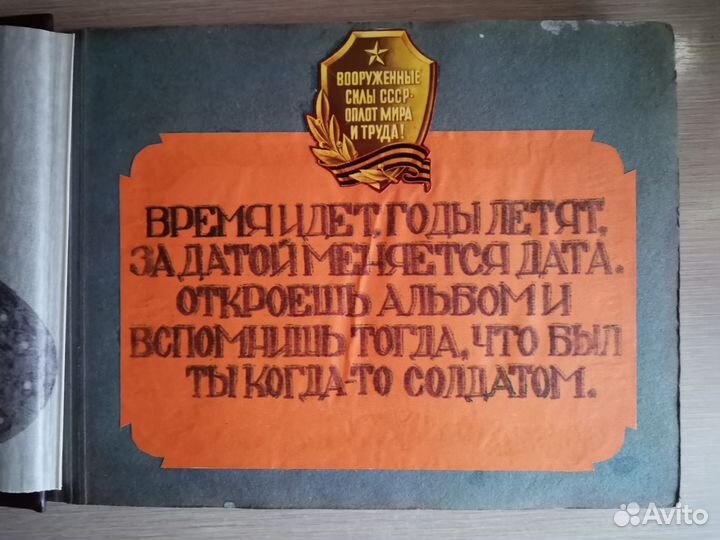 ВООРУЖЕННЫЕ
СИЛЫ СССР-
ОПЛОТ МИРА
И ТРУДА!
ВРЕМЯ ИДЕТ, ГОДЫ ЛЕТЯТ,
ЗА ДАТОЙ МЕНЯЕТСЯ ДАТА.
ОТКРОЕШЬ АЛЬБОМ И
ВСПОМНИШЬ ТОГДА, ЧТО БЫЛ
ТЫ КОГДА-ТО СОЛДАТОМ.
Avito